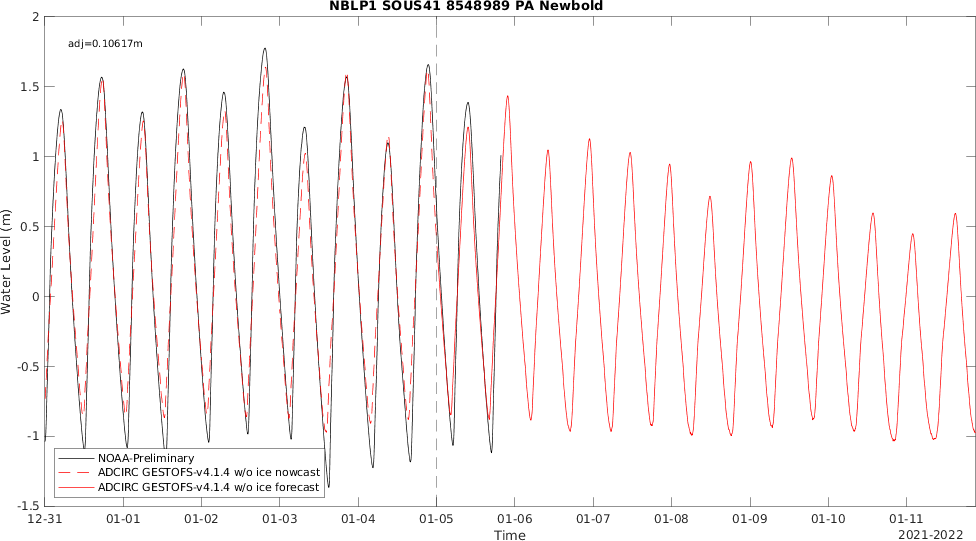 NBLP1 SOUS41 8548989 PA Newbold
adj=0.10617m
2
1.5
1
0.5
0
-0.5
-1
-1.5
Water Level (m)
NOAA-Preliminary
ADCIRC GESTOFS-v4.1.4 w/o ice nowcast
ADCIRC GESTOFS-v4.1.4 w/o ice forecast
12-31 01-01 01-02 01-03 01-04 01-05 01-06 01-07 01-08 01-09 01-10 01-11
Time
2021-2022